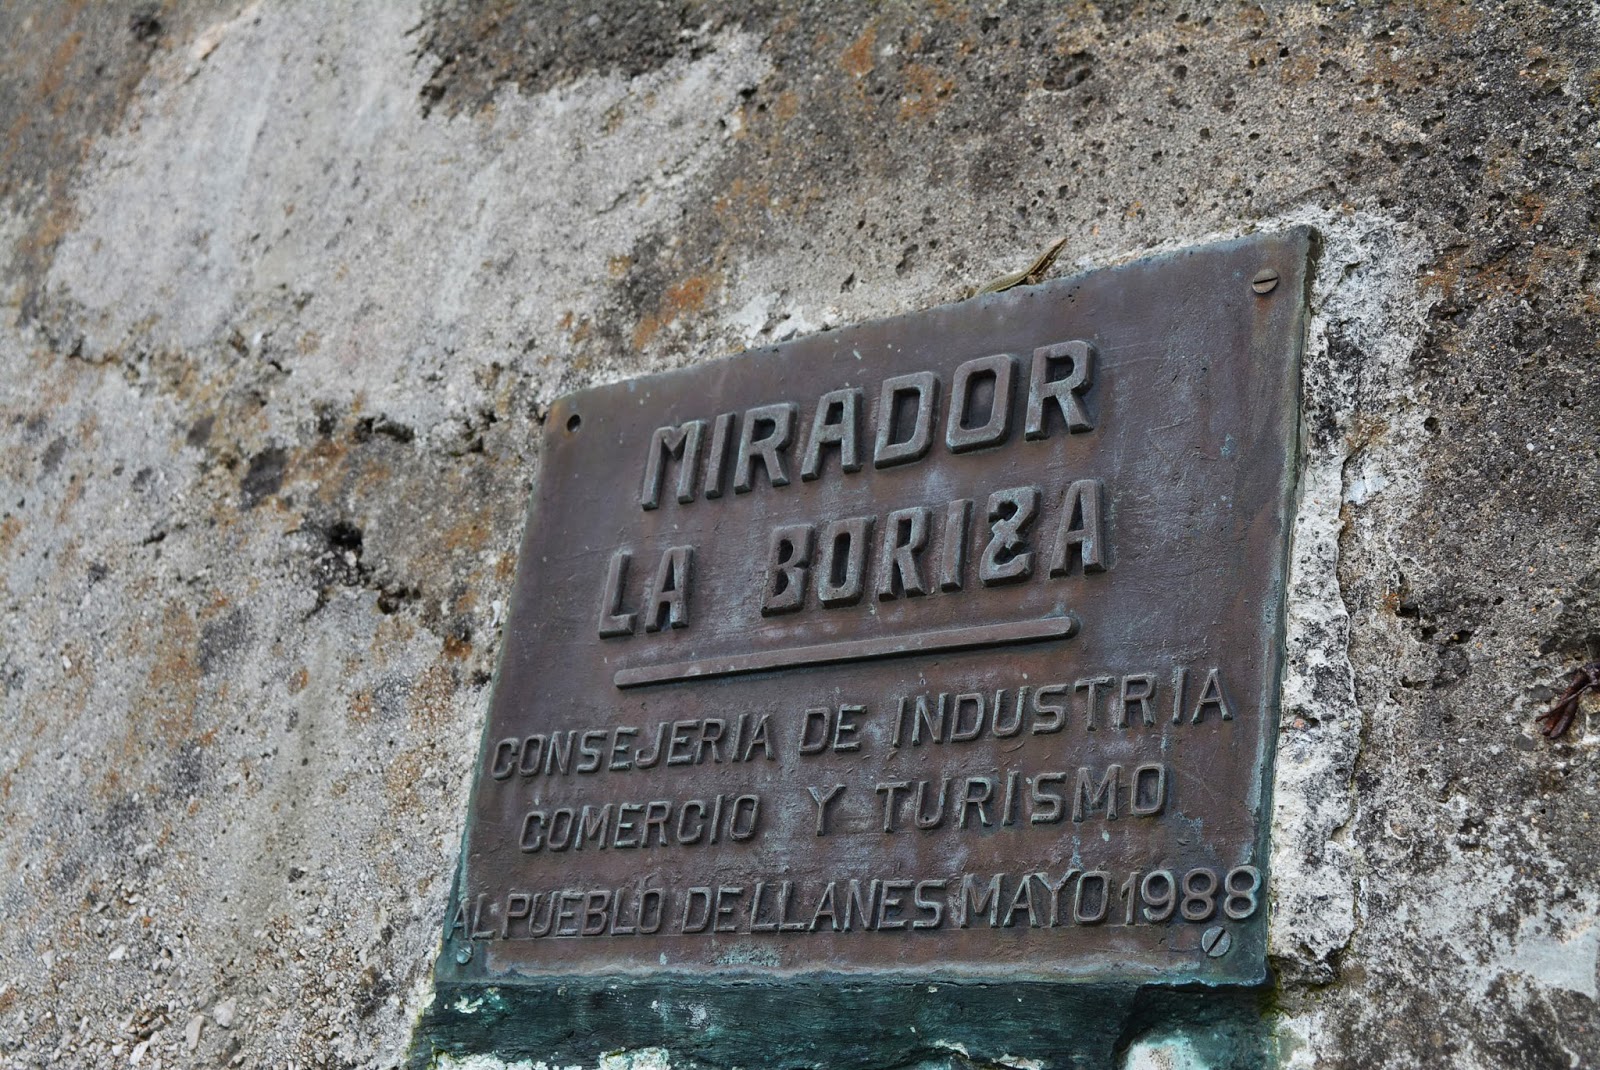 MIRADOR
LA BORIZA
CONSEJERIA DE INDUSTRIA
COMERCIO Y TURISMO
AL PUEBLO DE LLANES MAYO 1988